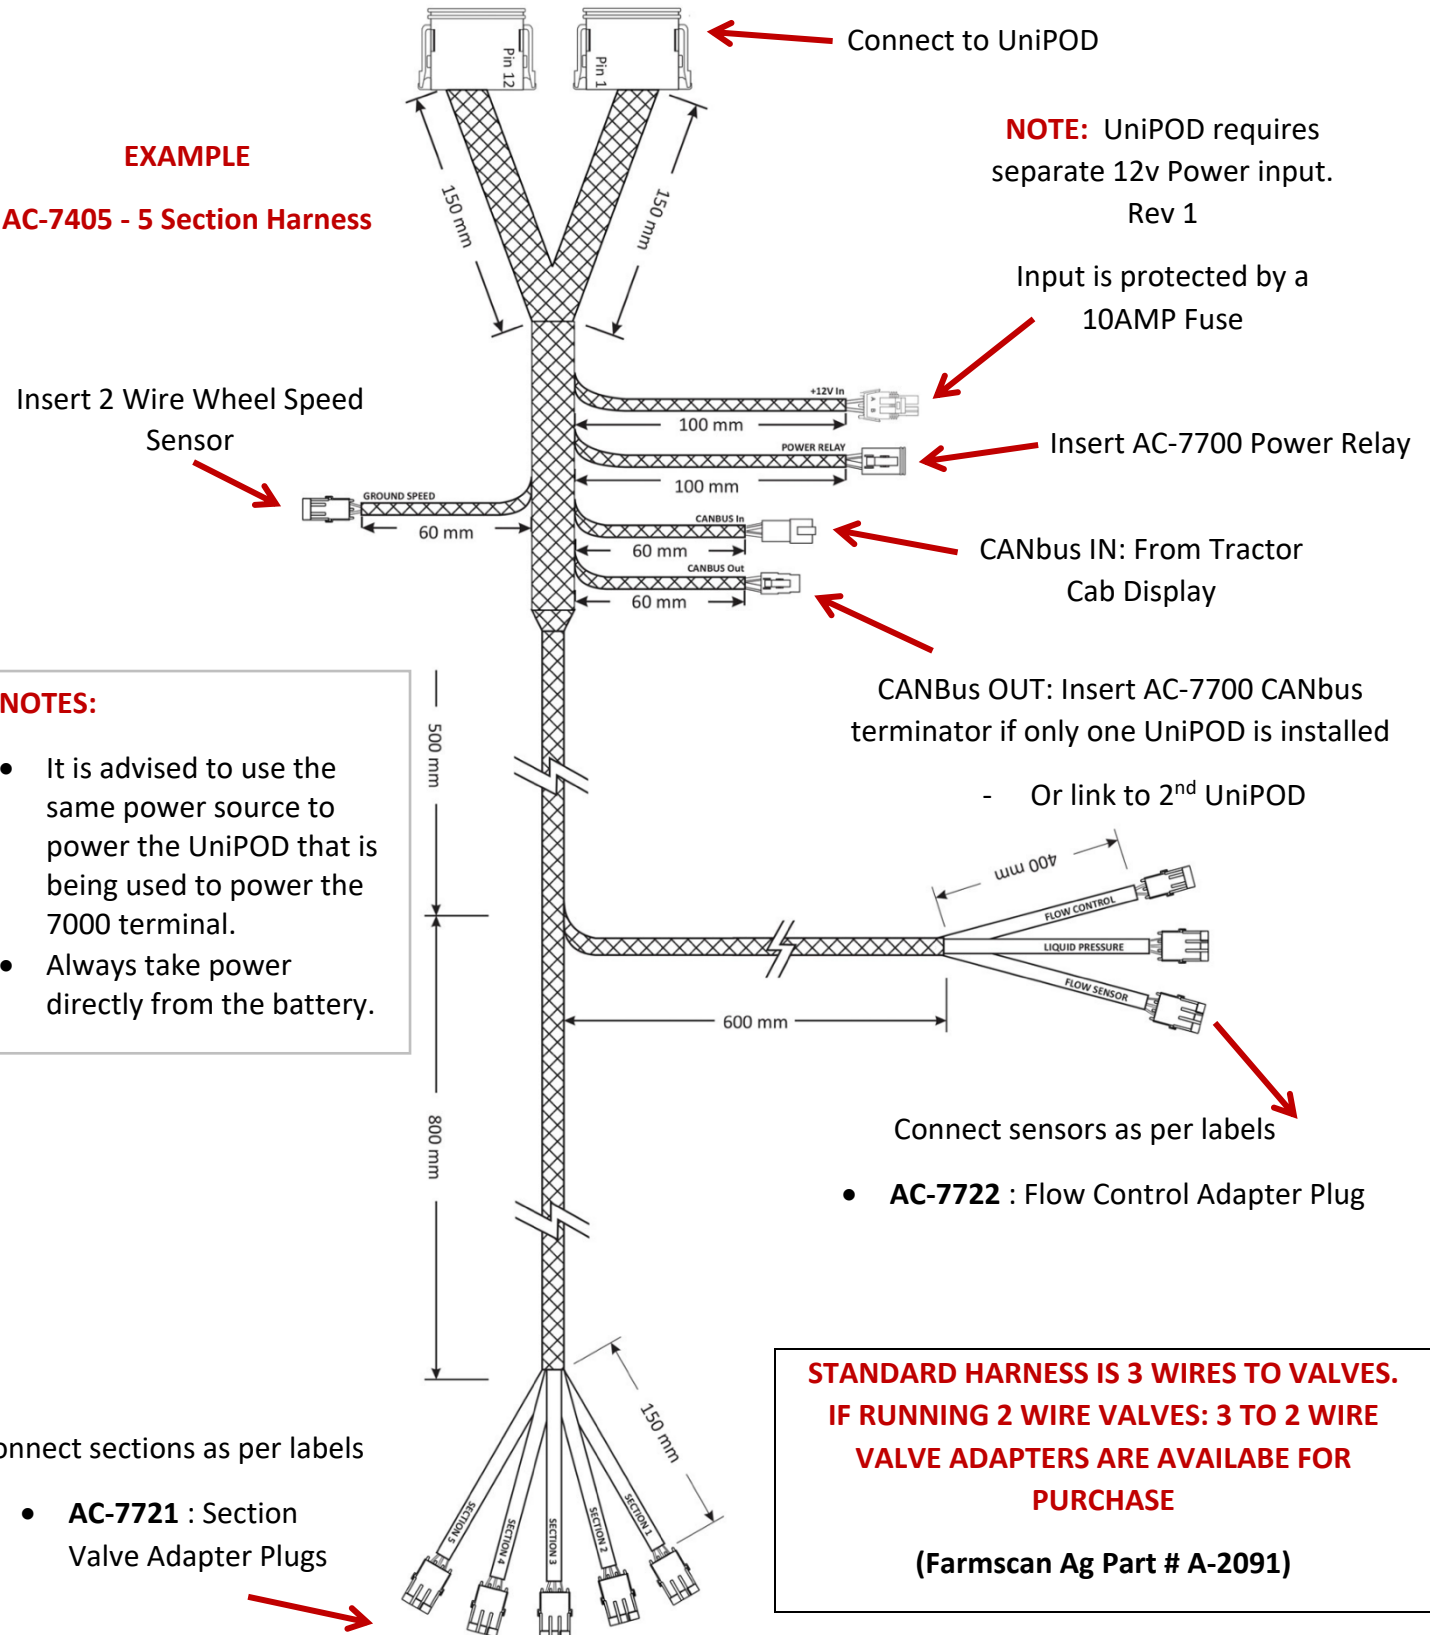 Connect to UniPOD
Pin 12
Pin 1
EXAMPLE
AC-7405 - 5 Section Harness
150 mm
150 mm
NOTE: UniPOD requires
separate 12v Power input.
Rev 1
Input is protected by a
10AMP Fuse
Insert 2 Wire Wheel Speed
Sensor
+12V In
A
B
100 mm
POWER RELAY
100 mm
Insert AC-7700 Power Relay
GROUND SPEED
60 mm
CANBUS In
60 mm
CANbus IN: From Tractor
Cab Display
CANBUS Out
60 mm
CANBus OUT: Insert AC-7700 CANbus
terminator if only one UniPOD is installed
- Or link to 2nd UniPOD
NOTES:
• It is advised to use the
same power source to
power the UniPOD that is
being used to power the
7000 terminal.
• Always take power
directly from the battery.
500 mm
400 mm
FLOW CONTROL
LIQUID PRESSURE
FLOW SENSOR
600 mm
800 mm
Connect sensors as per labels
• AC-7722 : Flow Control Adapter Plug
150 mm
onnect sections as per labels
• AC-7721 : Section
Valve Adapter Plugs
SECTION 5
SECTION 4
SECTION 3
SECTION 2
SECTION 1
STANDARD HARNESS IS 3 WIRES TO VALVES.
IF RUNNING 2 WIRE VALVES: 3 TO 2 WIRE
VALVE ADAPTERS ARE AVAILABE FOR
PURCHASE
(Farmscan Ag Part # A-2091)